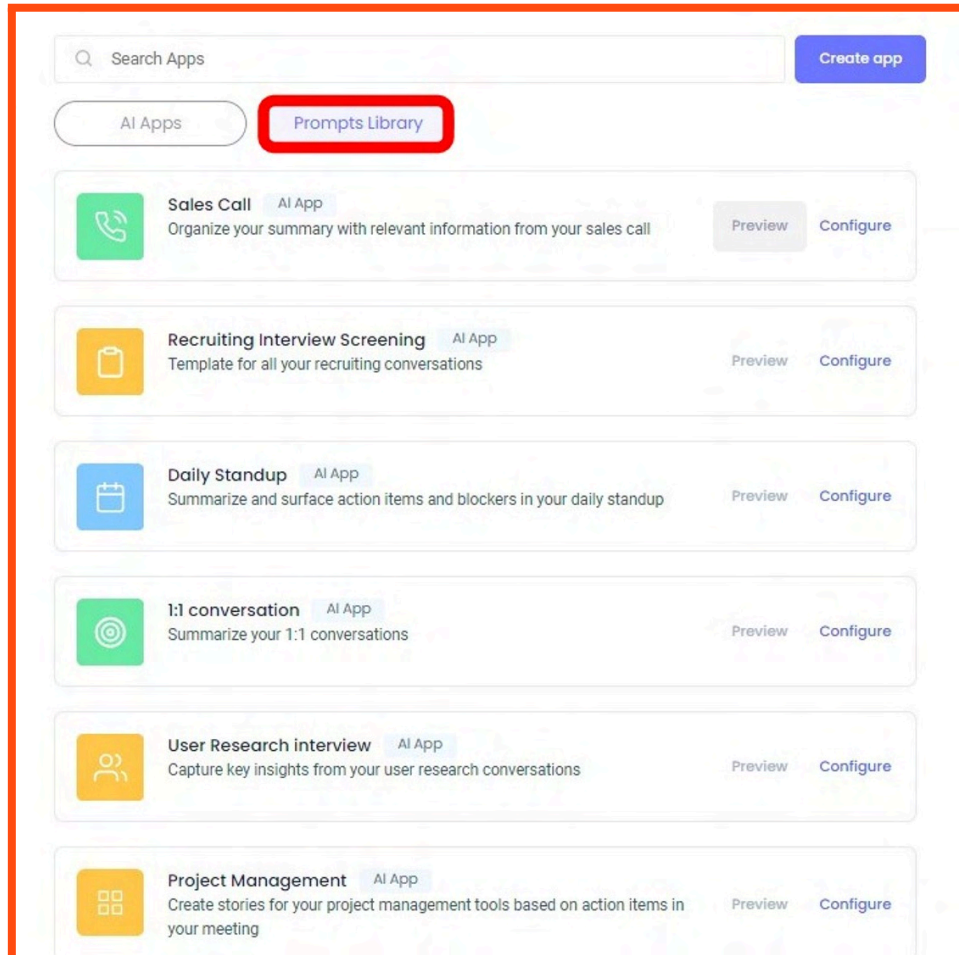 Search Apps
Create app
AI Apps
Prompts Library
Sales Call AI App
Organize your summary with relevant information from your sales call
Preview Configure
Recruiting Interview Screening AI App
Template for all your recruiting conversations
Preview Configure
Daily Standup AI App
Summarize and surface action items and blockers in your daily standup
Preview Configure
1:1 conversation AI App
Summarize your 1:1 conversations
Preview Configure
User Research interview AI App
Capture key insights from your user research conversations
Preview Configure
Project Management AI App
Create stories for your project management tools based on action items in
your meeting
Preview Configure